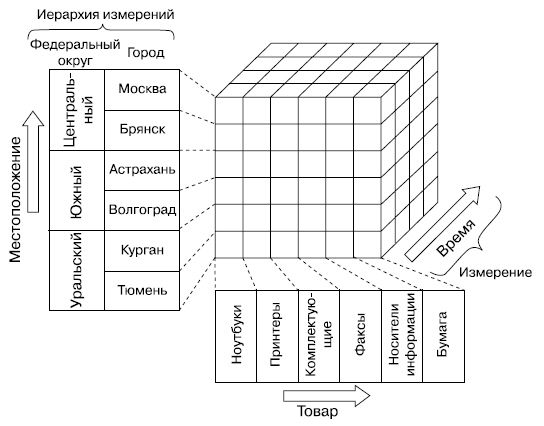 Иерархия измерений
Федеральный
округ
Город
Местоположение
Централь-
ный
Южный
Уральский
Москва
Брянск
Астрахань
Волгоград
Курган
Тюмень
Время
Измерение
Ноутбуки
Принтеры
Комплектую-
щие
Факсы
Носители
информации
Бумага
Товар